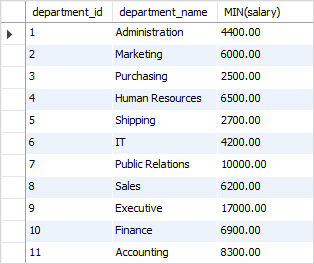 department_id department_name MIN(salary)
1 Administration 4400.00
2 Marketing 6000.00
3 Purchasing 2500.00
4 Human Resources 6500.00
5 Shipping 2700.00
6 IT 4200.00
7 Public Relations 10000.00
8 Sales 6200.00
9 Executive 17000.00
10 Finance 6900.00
11 Accounting 8300.00